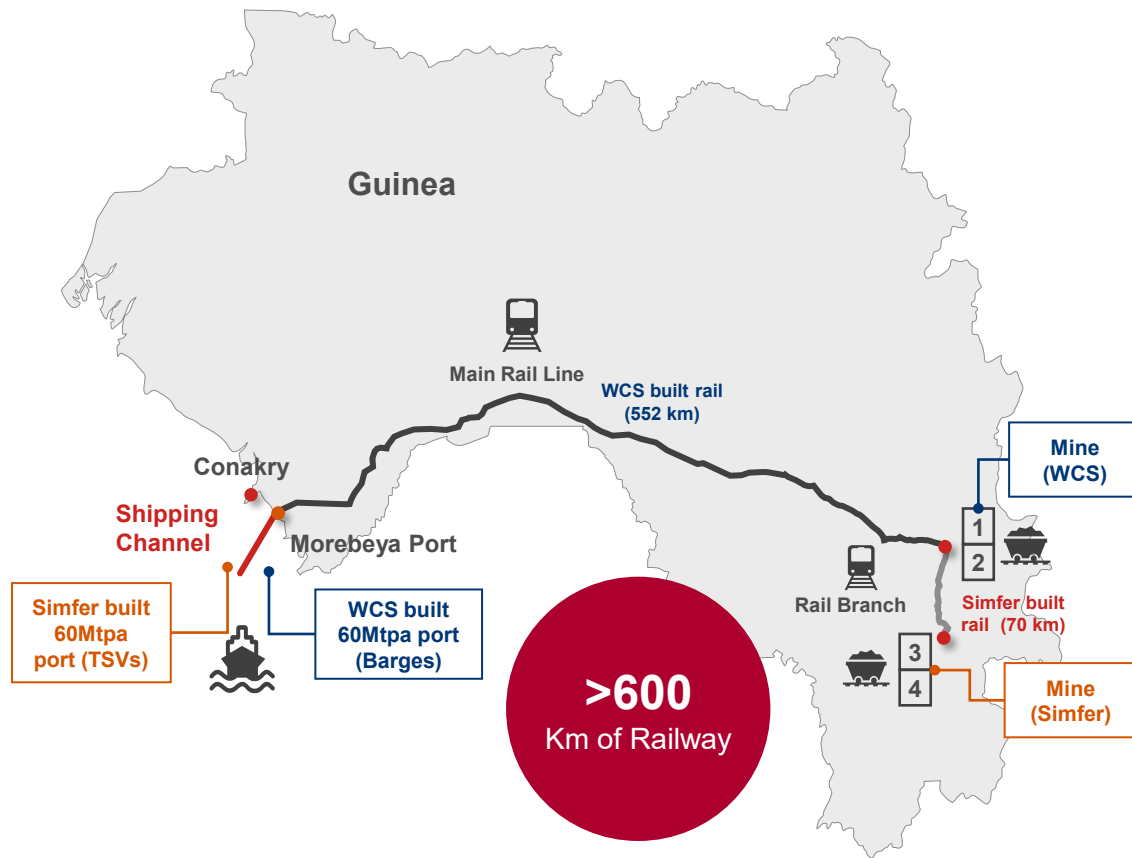 Guinea
Main Rail Line
WCS built rail
(552 km)
Mine
(WCS)
Conakry
Shipping
Channel
Morebeya Port
1
2
Rail Branch
Simfer built
rail (70 km)
Simfer built
60Mtpa
port (TSVs)
WCS built
60Mtpa port
(Barges)
3
4
Mine
(Simfer)
>600
Km of Railway